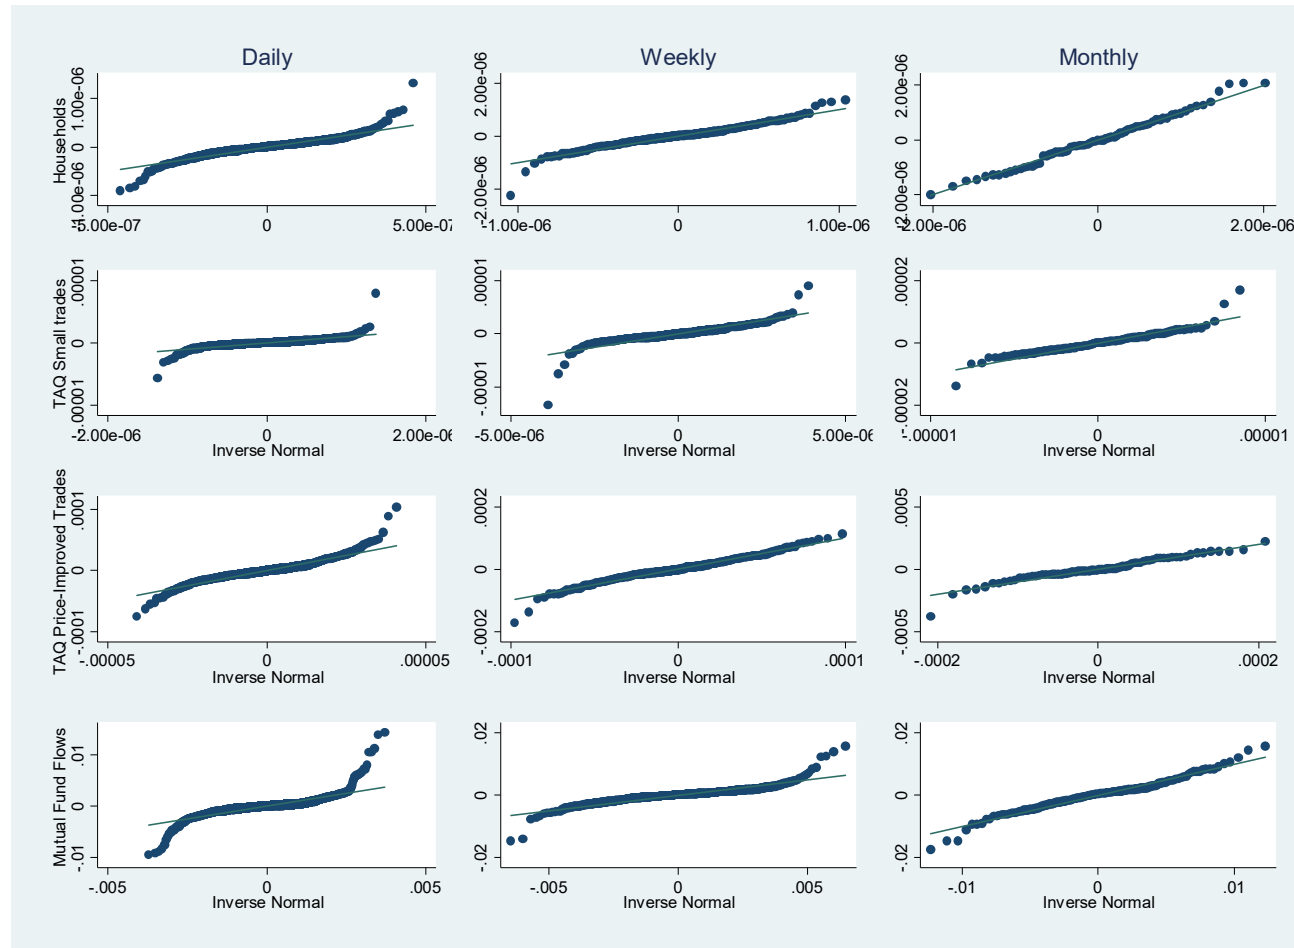 Daily Weekly Monthly
Households
1.00e-06
0
-1.00e-06
-5.00e-07 0 5.00e-07
2.00e-06
0
-2.00e-06
-1.00e-06 0 1.00e-06
2.00e-06
0
-2.00e-06
-2.00e-06 0 2.00e-06
TAQ Small trades
.00001
0
-.00001
-2.00e-06 0 2.00e-06
Inverse Normal
.00001
0
-.00001
-5.00e-06 0 5.00e-06
Inverse Normal
.00002
0
-.00002
-.00001 0 .00001
Inverse Normal
TAQ Price-Improved Trades
.0001
0
-.0001
-.00005 0 .00005
Inverse Normal
.0002
0
-.0002
-.0001 0 .0001
Inverse Normal
.0005
0
-.0005
-.0002 0 .0002
Inverse Normal
Mutual Fund Flows
.01
0
-.01
-.005 0 .005
Inverse Normal
.02
0
-.02
-.005 0 .005
Inverse Normal
.02
0
-.02
-.01 0 .01
Inverse Normal